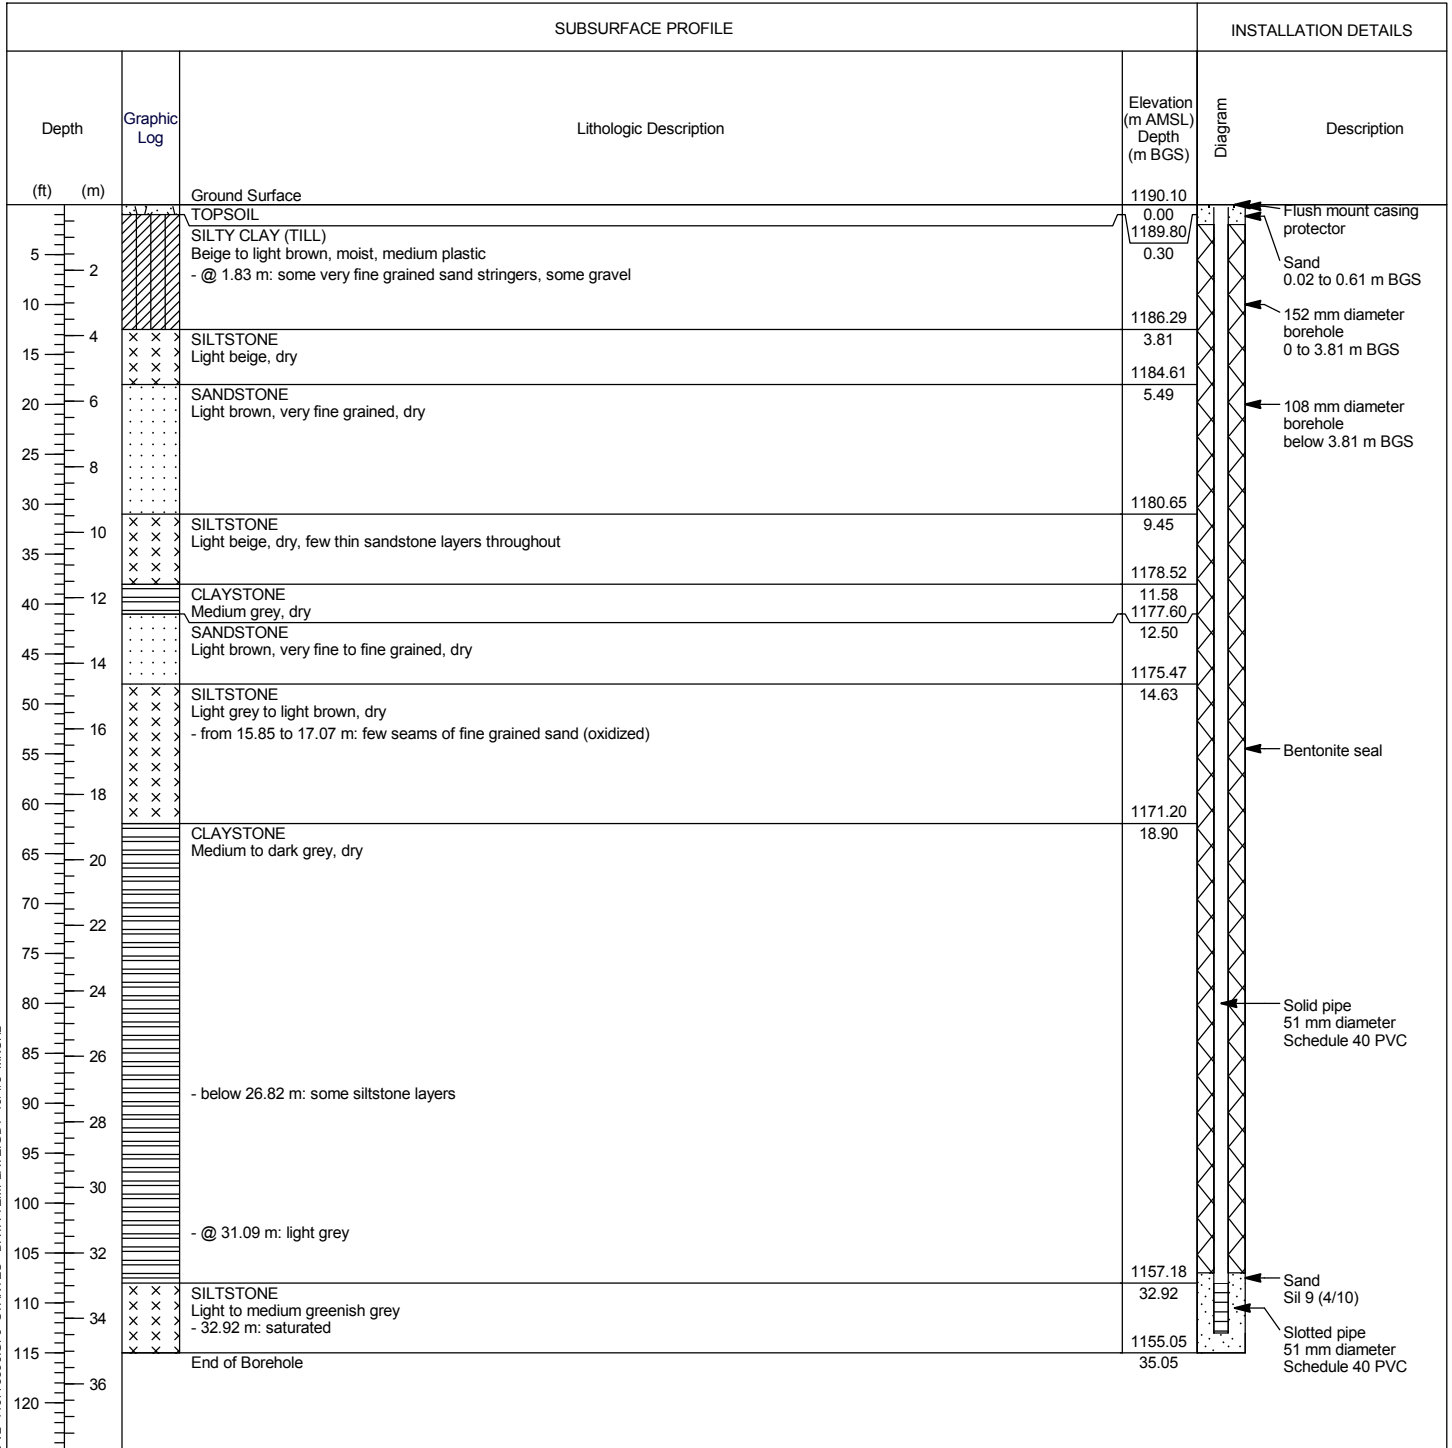 SUBSURFACE PROFILE
INSTALLATION DETAILS
Depth
Graphic
Log
Lithologic Description
Elevation
(m AMSL)
Depth
(m BGS)
Diagram
Description
(ft) (m)
Ground Surface 1190.10
TOPSOIL 0.00
1189.80
SILTY CLAY (TILL)
Beige to light brown, moist, medium plastic 0.30
- @ 1.83 m: some very fine grained sand stringers, some gravel
1186.29
SILTSTONE 3.81
Light beige, dry
1184.61
SANDSTONE 5.49
Light brown, very fine grained, dry
1180.65
SILTSTONE 9.45
Light beige, dry, few thin sandstone layers throughout
1178.52
CLAYSTONE 11.58
Medium grey, dry 1177.60
SANDSTONE 12.50
Light brown, very fine to fine grained, dry
1175.47
SILTSTONE 14.63
Light grey to light brown, dry
- from 15.85 to 17.07 m: few seams of fine grained sand (oxidized)
1171.20
CLAYSTONE 18.90
Medium to dark grey, dry
- below 26.82 m: some siltstone layers
- @ 31.09 m: light grey
1157.18
SILTSTONE 32.92
Light to medium greenish grey
- 32.92 m: saturated
1155.05
End of Borehole 35.05
5
10
15
20
25
30
35
40
45
50
55
60
65
70
75
80
85
90
95
100
105
110
115
120
2
4
6
8
10
12
14
16
18
20
22
24
26
28
30
32
34
36
Flush mount casing
protector
Sand
0.02 to 0.61 m BGS
152 mm diameter
borehole
0 to 3.81 m BGS
108 mm diameter
borehole
below 3.81 m BGS
Bentonite seal
Solid pipe
51 mm diameter
Schedule 40 PVC
Sand
Sil 9 (4/10)
Slotted pipe
51 mm diameter
Schedule 40 PVC